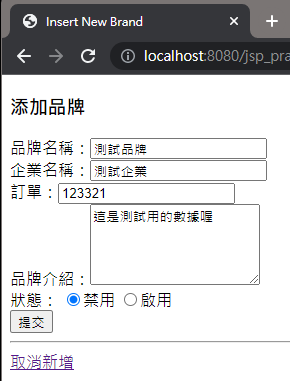 Insert New Brand
localhost:8080/jsp_pra
添加品牌
品牌名稱：測試品牌
企業名稱：測試企業
訂單：123321
這是測試用的數據喔
品牌介紹：
狀態： 禁用 啟用
提交
取消新增